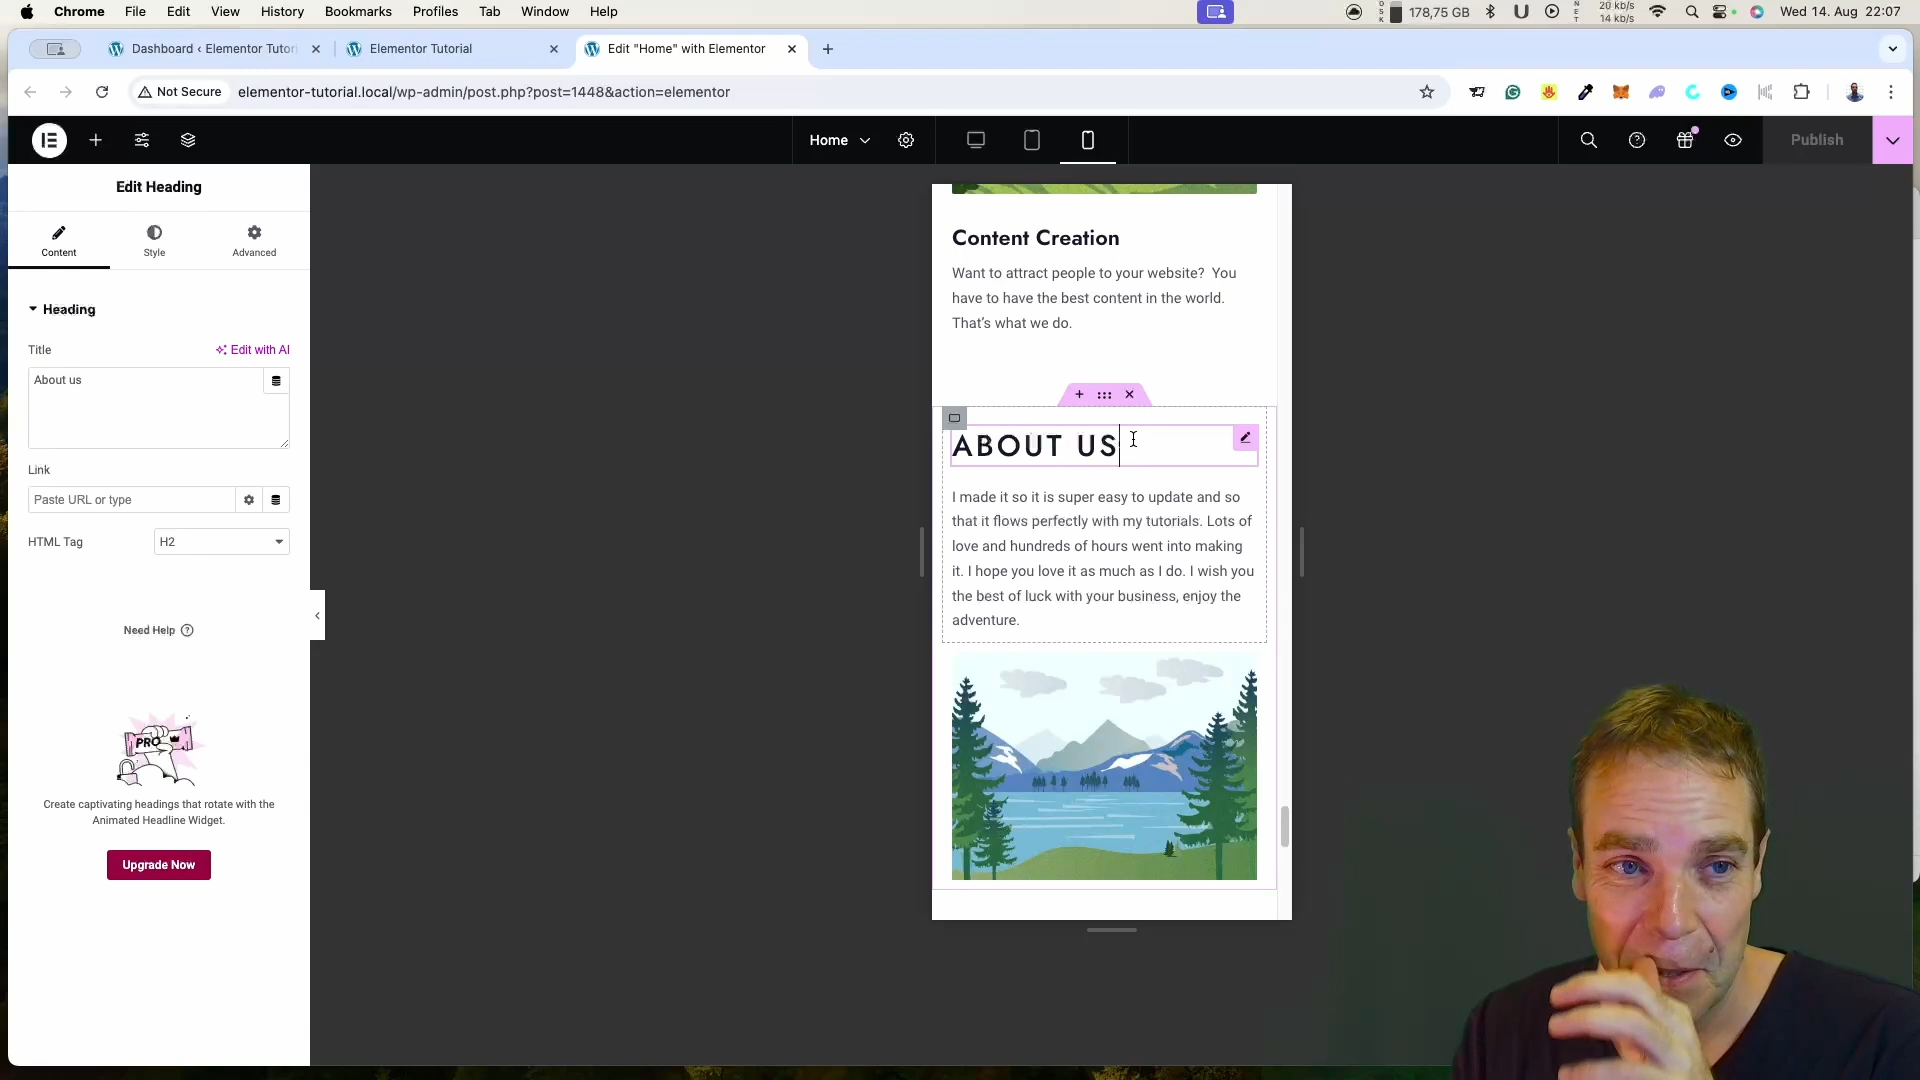 Chrome File Edit View History Bookmarks Profiles Tab Window Help
178,75 GB
20 kb/s
14 kb/s
Wed 14. Aug 22:07
Dashboard ‹ Elementor Tutor
Elementor Tutorial
Edit "Home" with Elementor
Not Secure
elementor-tutorial.local/wp-admin/post.php?post=1448&action=elementor
Home
Publish
Edit Heading
Content
Style
Advanced
Heading
Title
Edit with AI
About us
Link
Paste URL or type
HTML Tag
H2
Need Help
PRO
Create captivating headings that rotate with the
Animated Headline Widget.
Upgrade Now
Content Creation
Want to attract people to your website? You
have to have the best content in the world.
That's what we do.
ABOUT US
I made it so it is super easy to update and so
that it flows perfectly with my tutorials. Lots of
love and hundreds of hours went into making
it. I hope you love it as much as I do. I wish you
the best of luck with your business, enjoy the
adventure.